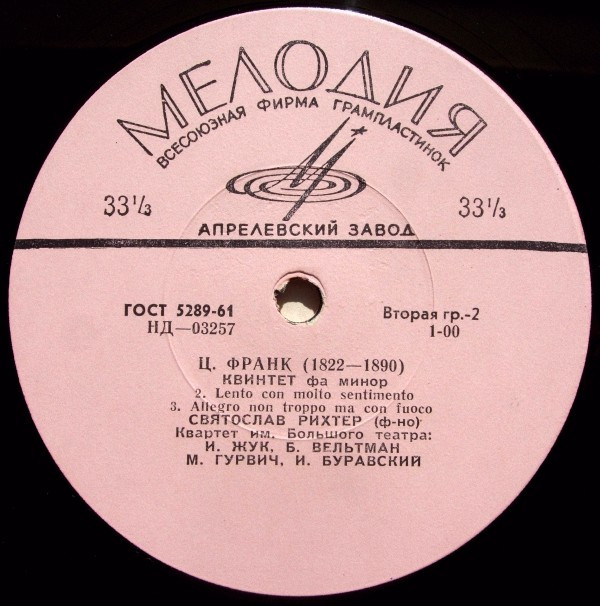 МЕЛОДИЯ
ВСЕСОЮЗНАЯ ФИРМА ГРАМПЛАСТИНОК
33⅓ 33⅓
АПРЕЛЕВСКИЙ ЗАВОД
ГОСТ 5289-61 Вторая гр.-2
НД—03257 1-00
Ц. ФРАНК (1822—1890)
КВИНТЕТ фа минор
2. Lento con molto sentimento
3. Allegro non troppo ma con fuoco
СВЯТОСЛАВ РИХТЕР (ф-но)
Квартет им. Большого театра:
И. ЖУК, Б. ВЕЛЬТМАН
М. ГУРВИЧ, И. БУРАВСКИЙ